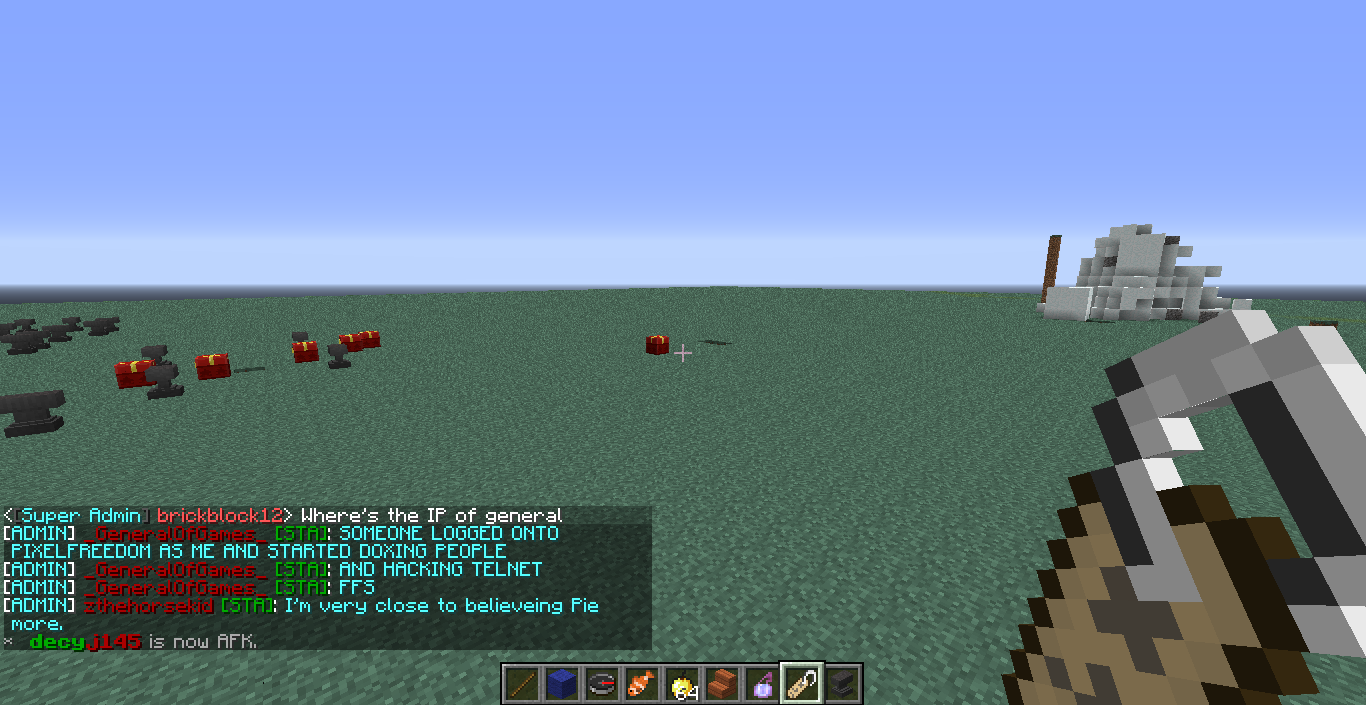 <[Super Admin] brickblock12> Where's the IP of general
[ADMIN] _GeneralOfGames_ [STA]: SOMEONE LOGGED ONTO
PIXELFREEDOM AS ME AND STARTED DOXING PEOPLE
[ADMIN] _GeneralOfGames_ [STA]: AND HACKING TELNET
[ADMIN] _GeneralOfGames_ [STA]: FFS
[ADMIN] zthehorsekid [STA]: I'm very close to believeing Pie
more.
* decyj145 is now AFK.
64